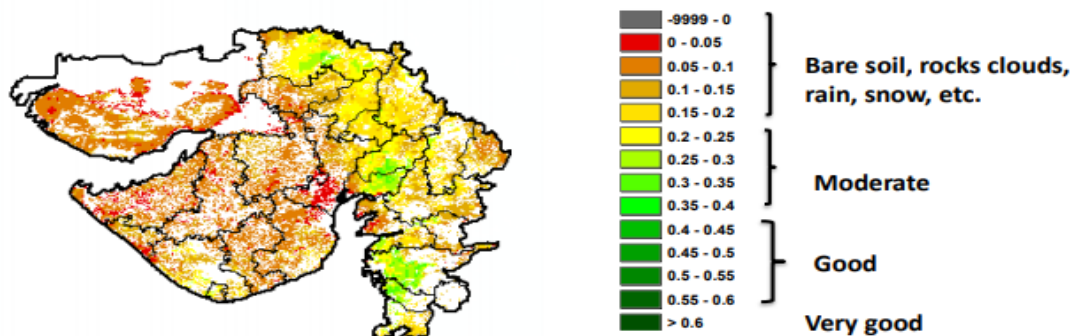 -9999 - 0
0 - 0.05
0.05 - 0.1
0.1 - 0.15
0.15 - 0.2
0.2 - 0.25
0.25 - 0.3
0.3 - 0.35
0.35 - 0.4
0.4 - 0.45
0.45 - 0.5
0.5 - 0.55
0.55 - 0.6
> 0.6
Bare soil, rocks clouds,
rain, snow, etc.
Moderate
Good
Very good